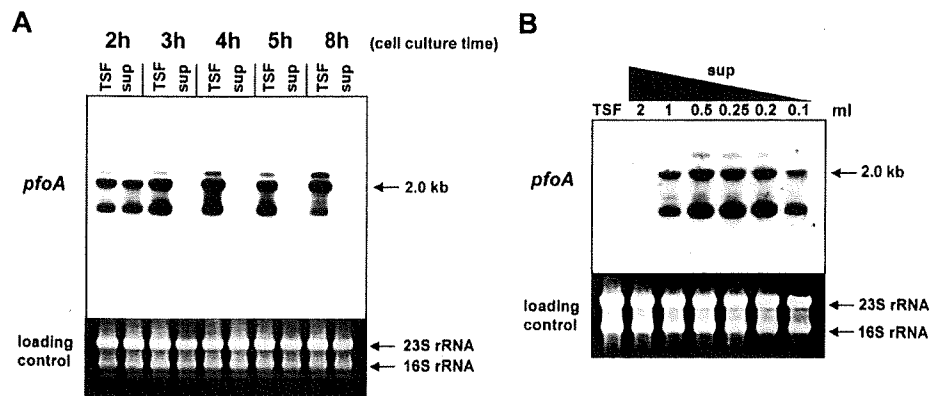 A
2h 3h 4h 5h 8h (cell culture time)
TSF sup TSF sup TSF sup TSF sup TSF sup
pfoA
2.0 kb
loading control
23S rRNA
16S rRNA
B
sup
TSF 2 1 0.5 0.25 0.2 0.1 ml
pfoA
2.0 kb
loading control
23S rRNA
16S rRNA